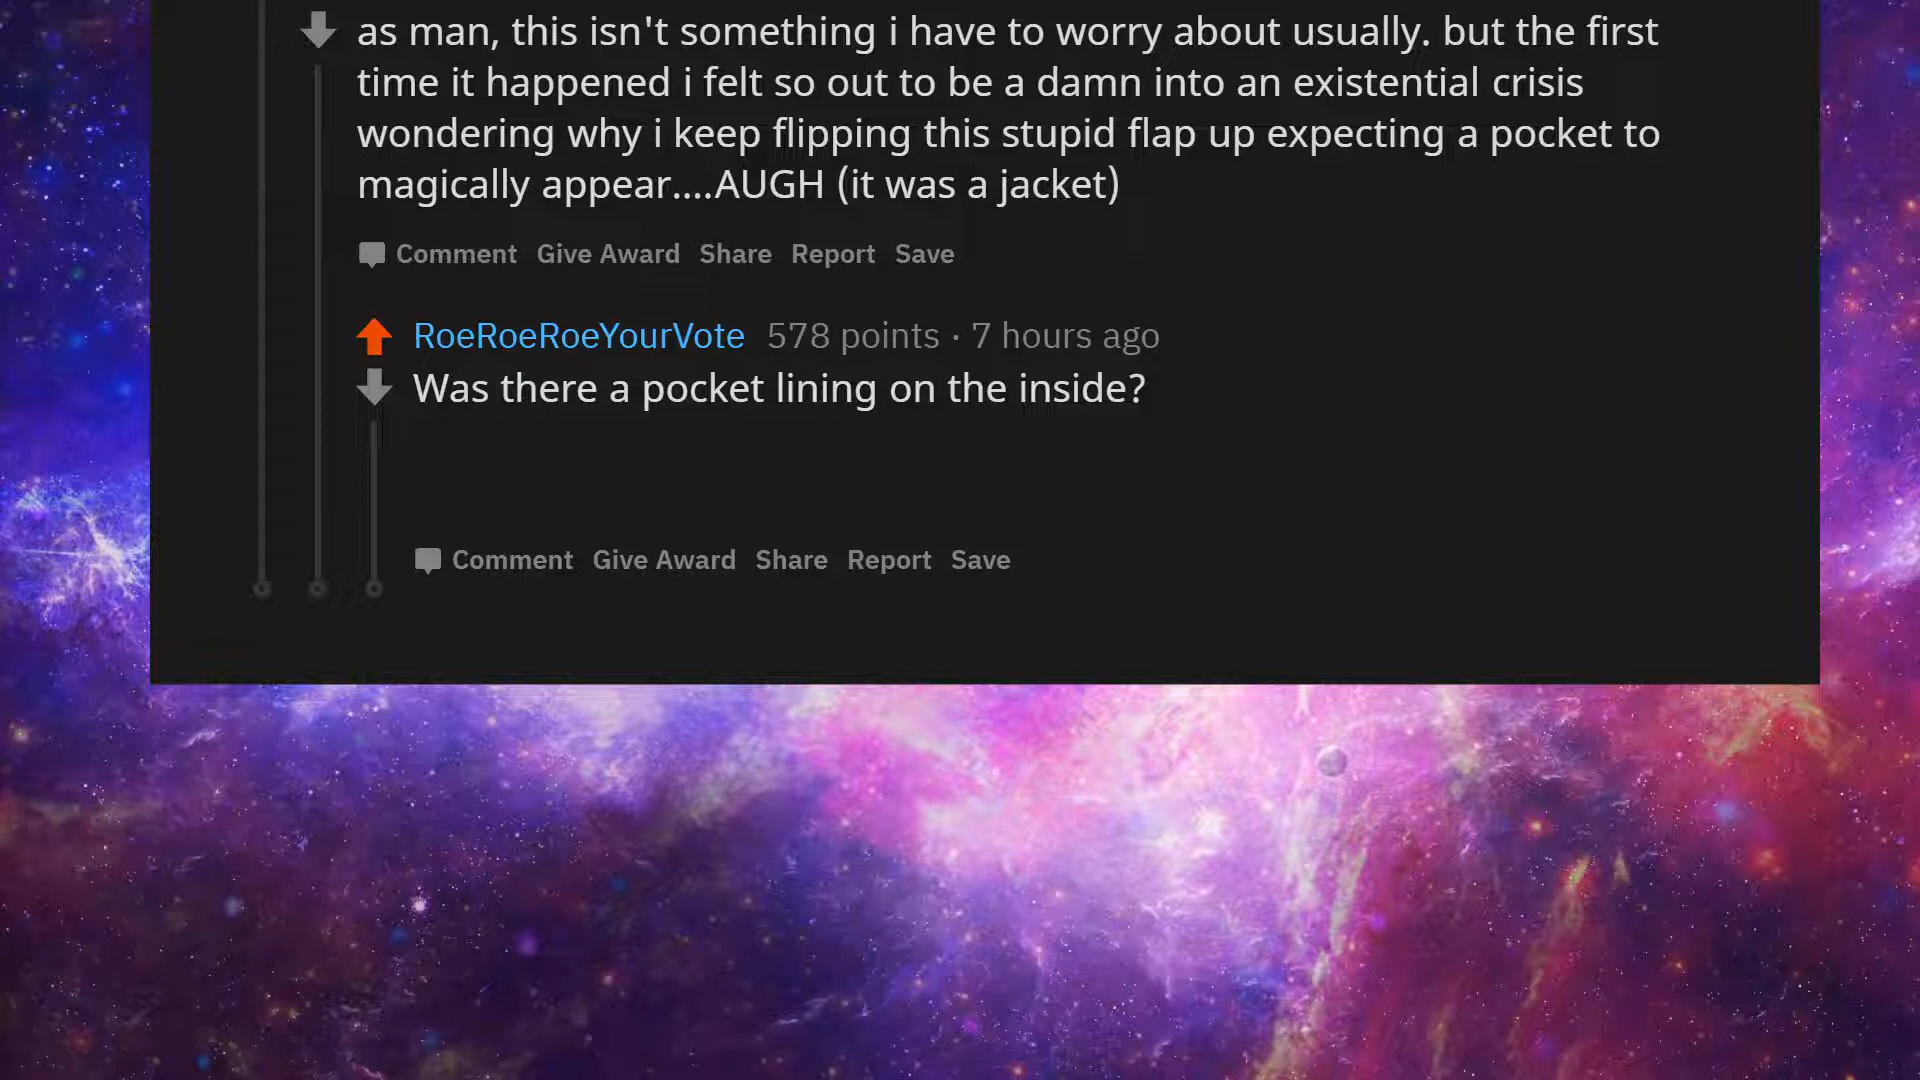 as man, this isn't something i have to worry about usually. but the first
time it happened i felt so out to be a damn into an existential crisis
wondering why i keep flipping this stupid flap up expecting a pocket to
magically appear....AUGH (it was a jacket)
Comment Give Award Share Report Save
RoeRoeRoeYourVote 578 points · 7 hours ago
Was there a pocket lining on the inside?
Comment Give Award Share Report Save